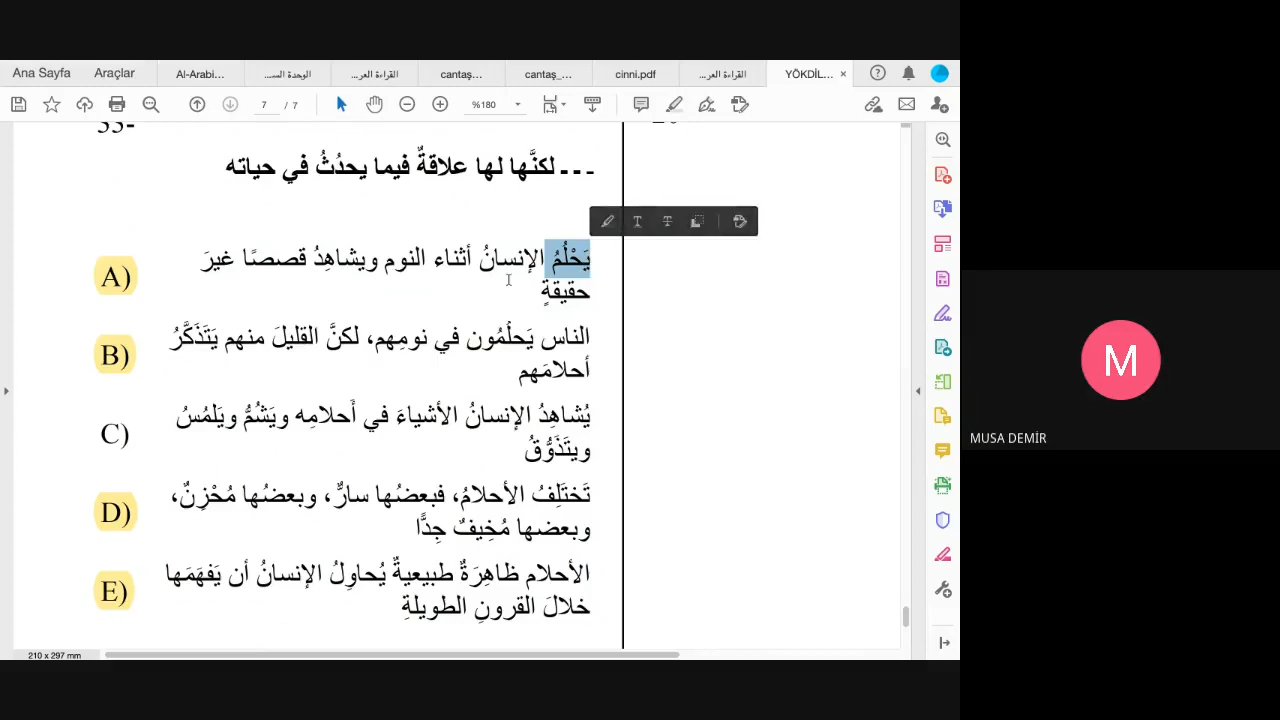 Ana Sayfa
Araçlar
Al-Arabi...
الوحدة الس...
القراءة العر...
cantaş...
cantaş_...
cinni.pdf
القراءة العر...
YÖKDİL...
7 / 7
%180
33-
--- لكنَّها لها علاقةٌ فيما يحدُثُ في حياته
A) يَحْلُمُ الإنسانُ أثناء النوم ويشاهِدُ قصصًا غيرَ
حقيقةٍ
B) الناس يَحلُمُون في نومِهم، لكنَّ القليلَ منهم يَتَذَكَّرُ
أحلامَهم
C) يُشاهِدُ الإنسانُ الأشياءَ في أَحلامِه ويَشُمُّ ويَلمُسُ
ويتَذَوُّقُ
D) تَختَلِفُ الأحلامُ، فبعضُها سارٌّ، وبعضُها مُحْزِنٌ،
وبعضها مُخِيفٌ جِدًّا
E) الأحلام ظاهِرَةٌ طبيعيةٌ يُحاوِلُ الإنسانُ أن يَفهَمَها
خلالَ القرونِ الطويلةِ
210 x 297 mm
M
MUSA DEMİR